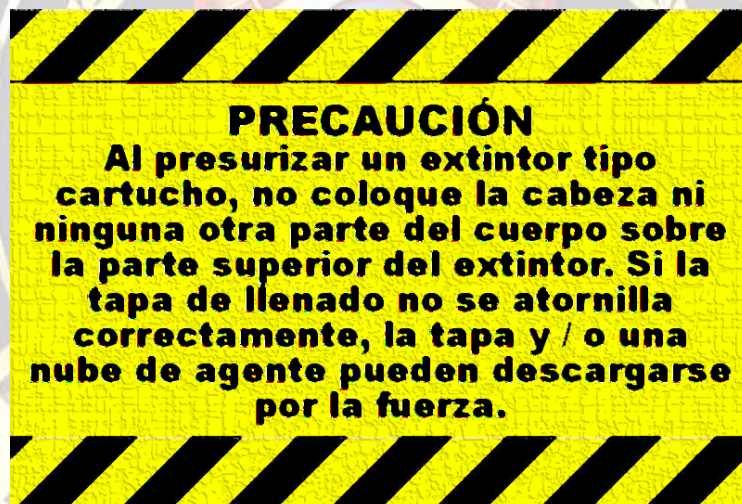 PRECAUCIÓN
Al presurizar un extintor tipo
cartucho, no coloque la cabeza ni
ninguna otra parte del cuerpo sobre
la parte superior del extintor. Si la
tapa de llenado no se atornilla
correctamente, la tapa y / o una
nube de agente pueden descargarse
por la fuerza.